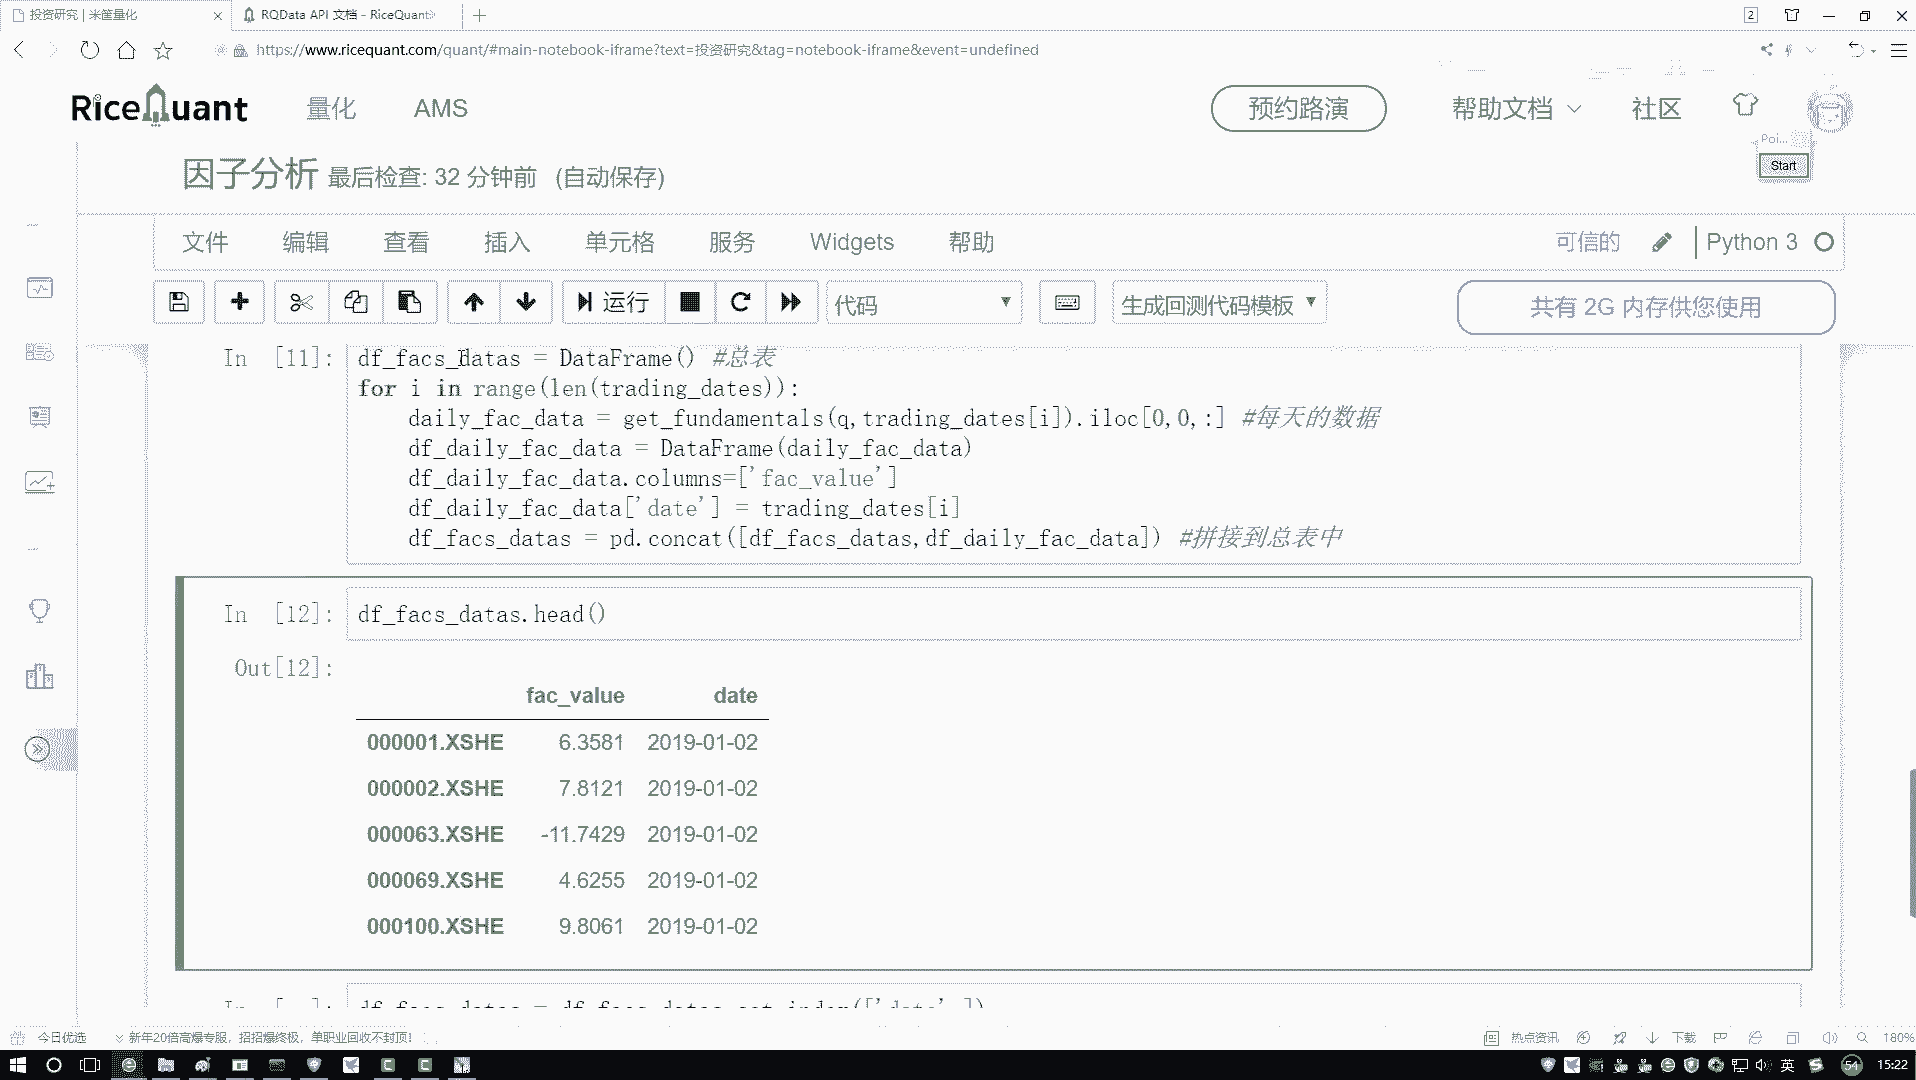 投资研究 | 米筐量化
RQData API 文档 - RiceQuant
2
https://www.ricequant.com/quant/#main-notebook-iframe?text=投资研究&tag=notebook-iframe&event=undefined
RiceQuant
量化
AMS
预约路演
帮助文档
社区
Poi...
Start
因子分析 最后检查: 32 分钟前 (自动保存)
文件 编辑 查看 插入 单元格 服务 Widgets 帮助
可信的
Python 3
运行
代码
生成回测代码模板
共有 2G 内存供您使用
In [11]:
df_facs_datas = DataFrame() #总表
for i in range(len(trading_dates)):
    daily_fac_data = get_fundamentals(q,trading_dates[i]).iloc[0,0,:] #每天的数据
    df_daily_fac_data = DataFrame(daily_fac_data)
    df_daily_fac_data.columns=['fac_value']
    df_daily_fac_data['date'] = trading_dates[i]
    df_facs_datas = pd.concat([df_facs_datas,df_daily_fac_data]) #拼接到总表中
In [12]: df_facs_datas.head()
Out[12]:
fac_value date
000001.XSHE 6.3581 2019-01-02
000002.XSHE 7.8121 2019-01-02
000063.XSHE -11.7429 2019-01-02
000069.XSHE 4.6255 2019-01-02
000100.XSHE 9.8061 2019-01-02
In [ ]: df_facs_datas = df_facs_datas.set_index(['date'])
今日优选
新年20倍高爆专服，招招爆终极，单职业回收不封顶!
热点资讯
下载
180%
英
54
15:22